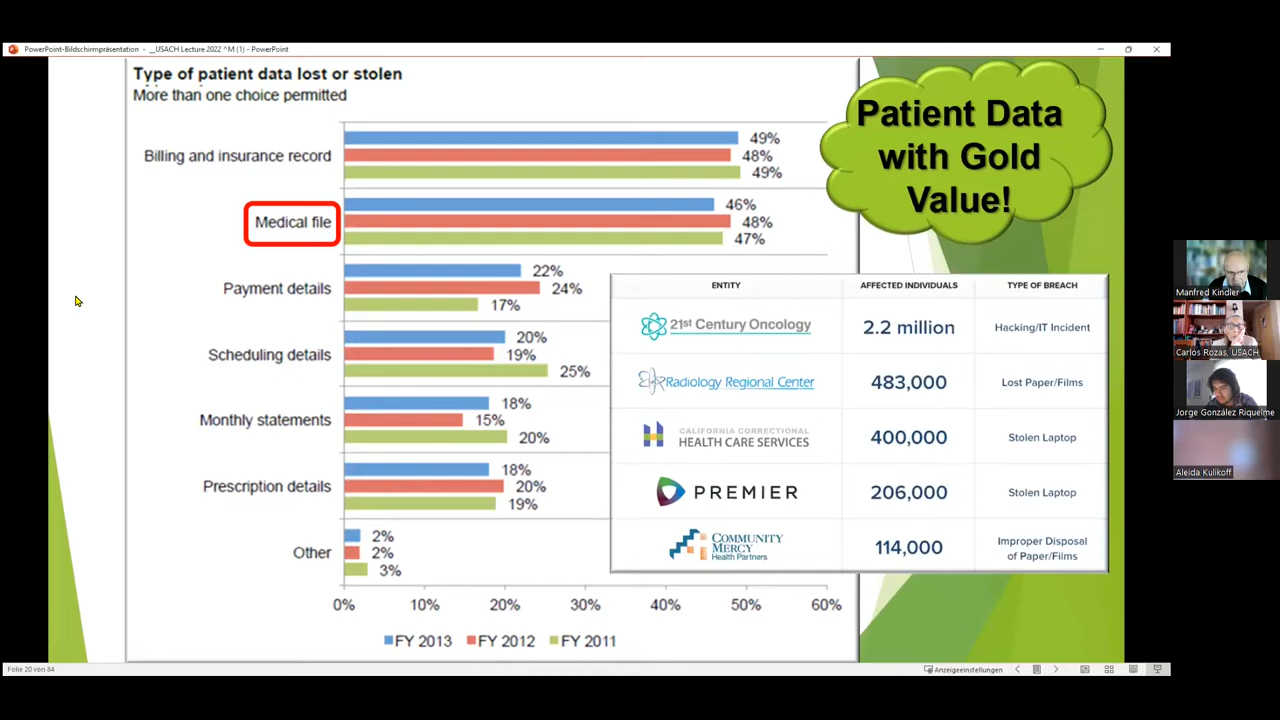 PowerPoint-Bildschirmpräsentation - __USACH Lecture 2022 ^M (1) - PowerPoint
Type of patient data lost or stolen
More than one choice permitted
Patient Data
with Gold
Value!
Billing and insurance record
49%
48%
49%
Medical file
46%
48%
47%
Payment details
22%
24%
17%
Scheduling details
20%
19%
25%
Monthly statements
18%
15%
20%
Prescription details
18%
20%
19%
Other
2%
2%
3%
0% 10% 20% 30% 40% 50% 60%
FY 2013 FY 2012 FY 2011
ENTITY AFFECTED INDIVIDUALS TYPE OF BREACH
21st Century Oncology 2.2 million Hacking/IT Incident
Radiology Regional Center 483,000 Lost Paper/Films
CALIFORNIA CORRECTIONAL
HEALTH CARE SERVICES 400,000 Stolen Laptop
PREMIER 206,000 Stolen Laptop
COMMUNITY
MERCY
Health Partners
114,000
Improper Disposal
of Paper/Films
Manfred Kindler
Carlos Rozas, USACH
Jorge González Riquelme
Aleida Kulikoff
Folie 20 von 84
Anzeigeeinstellungen